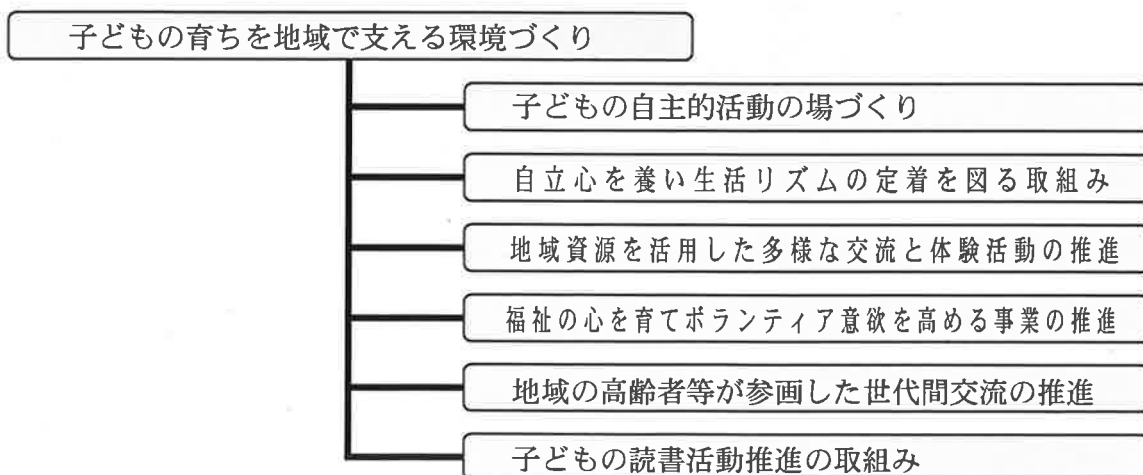 子どもの育ちを地域で支える環境づくり
子どもの自主的活動の場づくり
自立心を養い生活リズムの定着を図る取組み
地域資源を活用した多様な交流と体験活動の推進
福祉の心を育てボランティア意欲を高める事業の推進
地域の高齢者等が参画した世代間交流の推進
子どもの読書活動推進の取組み